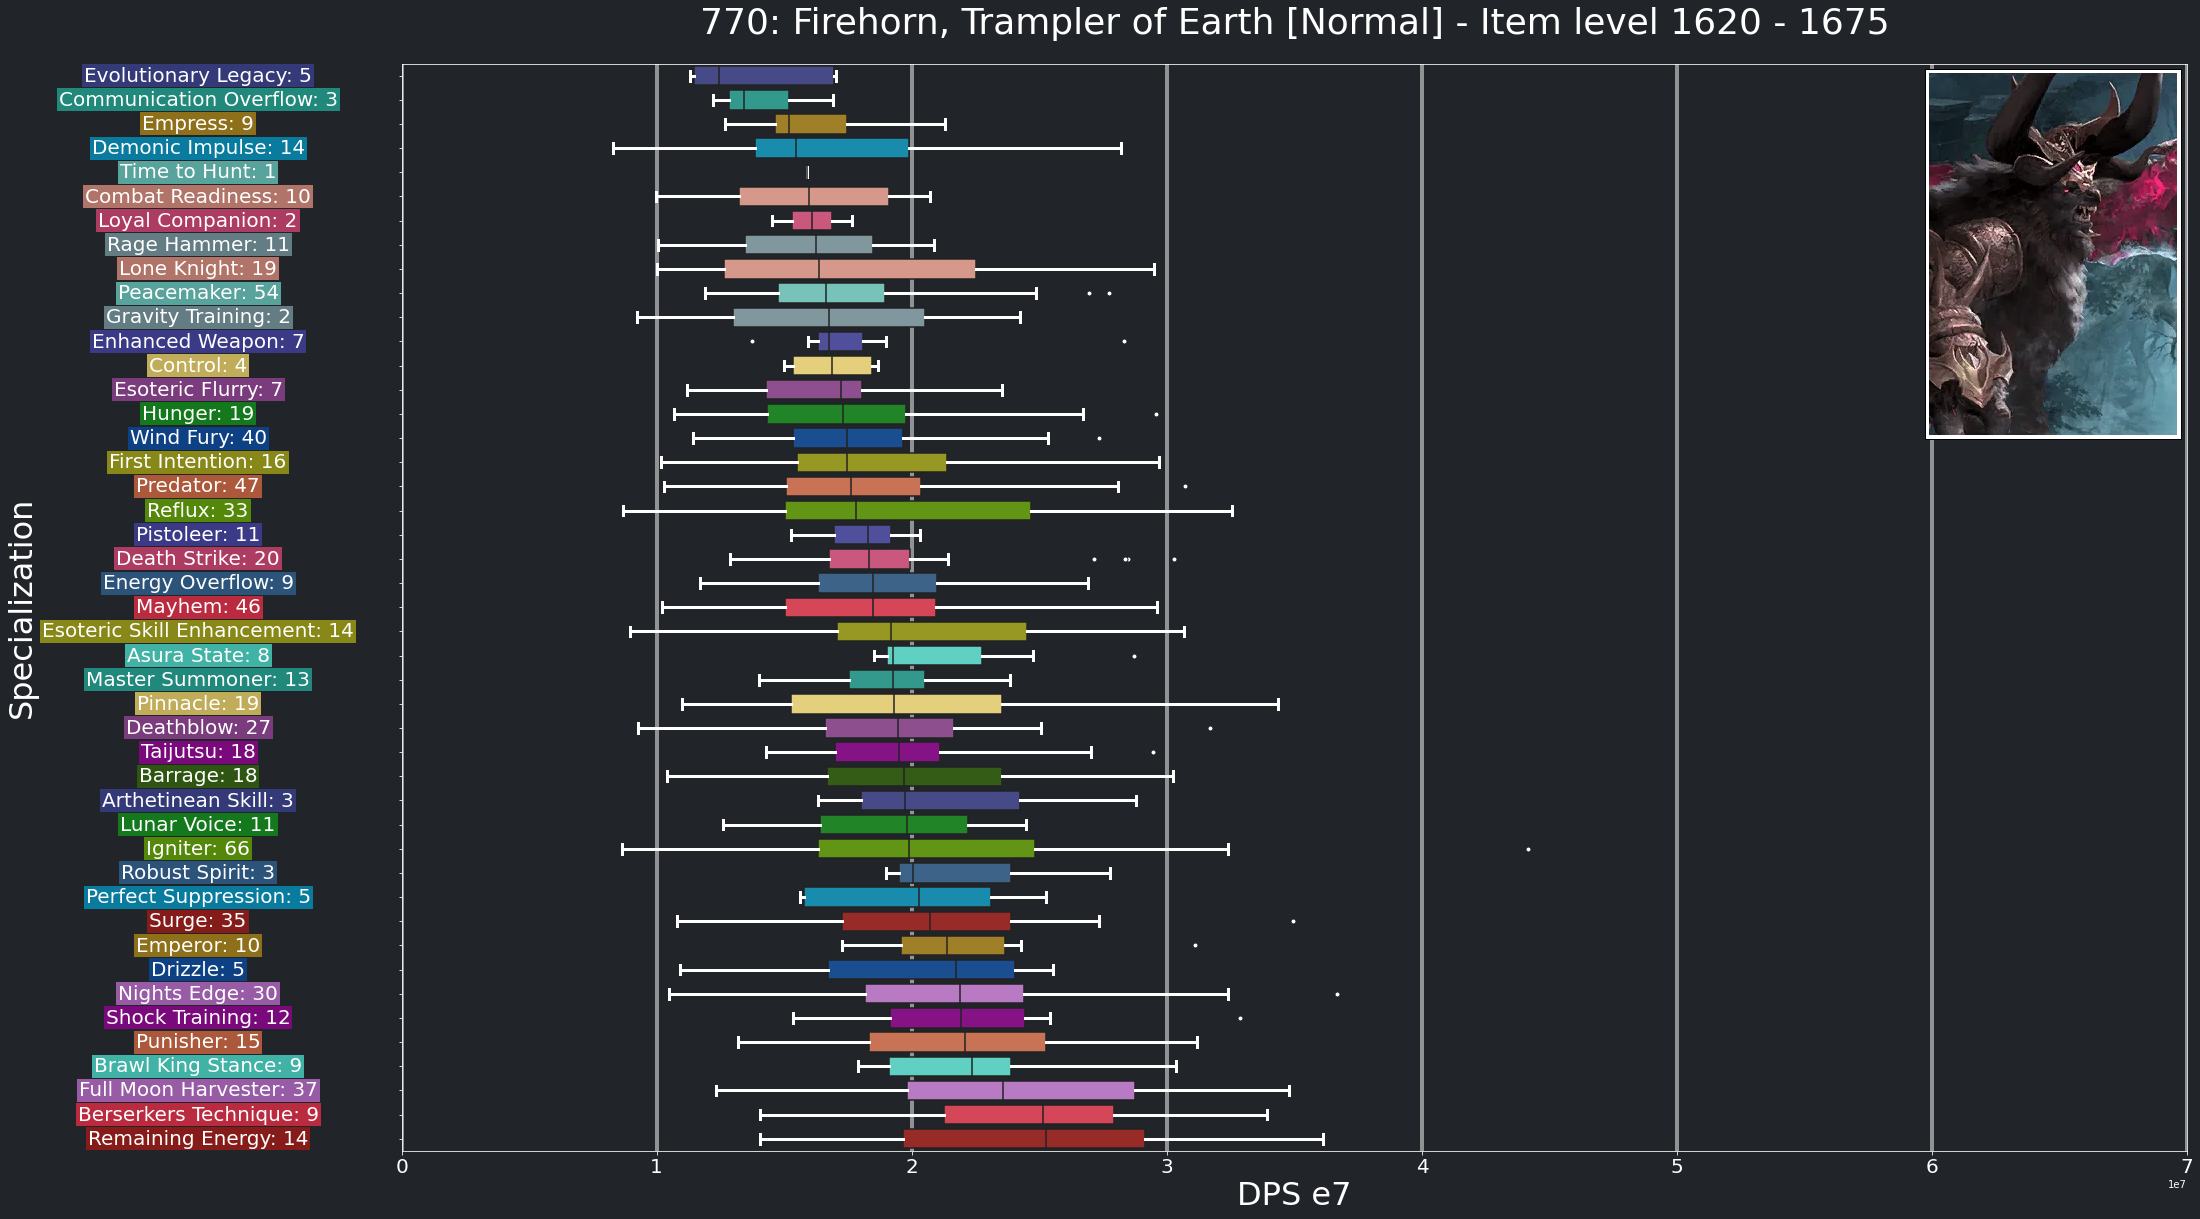 770: Firehorn, Trampler of Earth [Normal] - Item level 1620 - 1675
Specialization
Evolutionary Legacy: 5
Communication Overflow: 3
Empress: 9
Demonic Impulse: 14
Time to Hunt: 1
Combat Readiness: 10
Loyal Companion: 2
Rage Hammer: 11
Lone Knight: 19
Peacemaker: 54
Gravity Training: 2
Enhanced Weapon: 7
Control: 4
Esoteric Flurry: 7
Hunger: 19
Wind Fury: 40
First Intention: 16
Predator: 47
Reflux: 33
Pistoleer: 11
Death Strike: 20
Energy Overflow: 9
Mayhem: 46
Esoteric Skill Enhancement: 14
Asura State: 8
Master Summoner: 13
Pinnacle: 19
Deathblow: 27
Taijutsu: 18
Barrage: 18
Arthetinean Skill: 3
Lunar Voice: 11
Igniter: 66
Robust Spirit: 3
Perfect Suppression: 5
Surge: 35
Emperor: 10
Drizzle: 5
Nights Edge: 30
Shock Training: 12
Punisher: 15
Brawl King Stance: 9
Full Moon Harvester: 37
Berserkers Technique: 9
Remaining Energy: 14
0 1 2 3 4 5 6 7
1e7
DPS e7